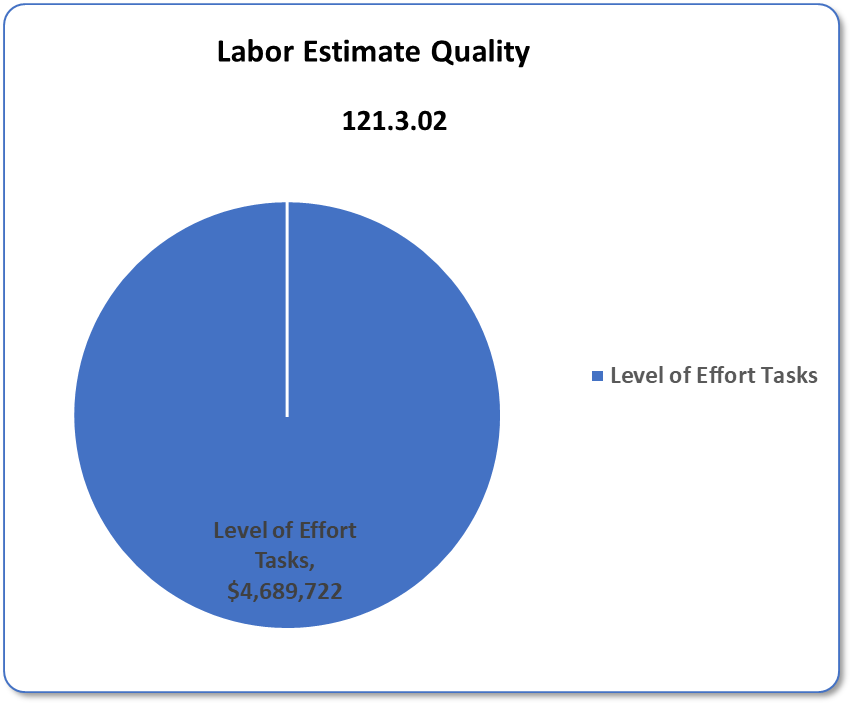 Labor Estimate Quality
121.3.02
Level of Effort Tasks
Level of Effort
Tasks,
$4,689,722